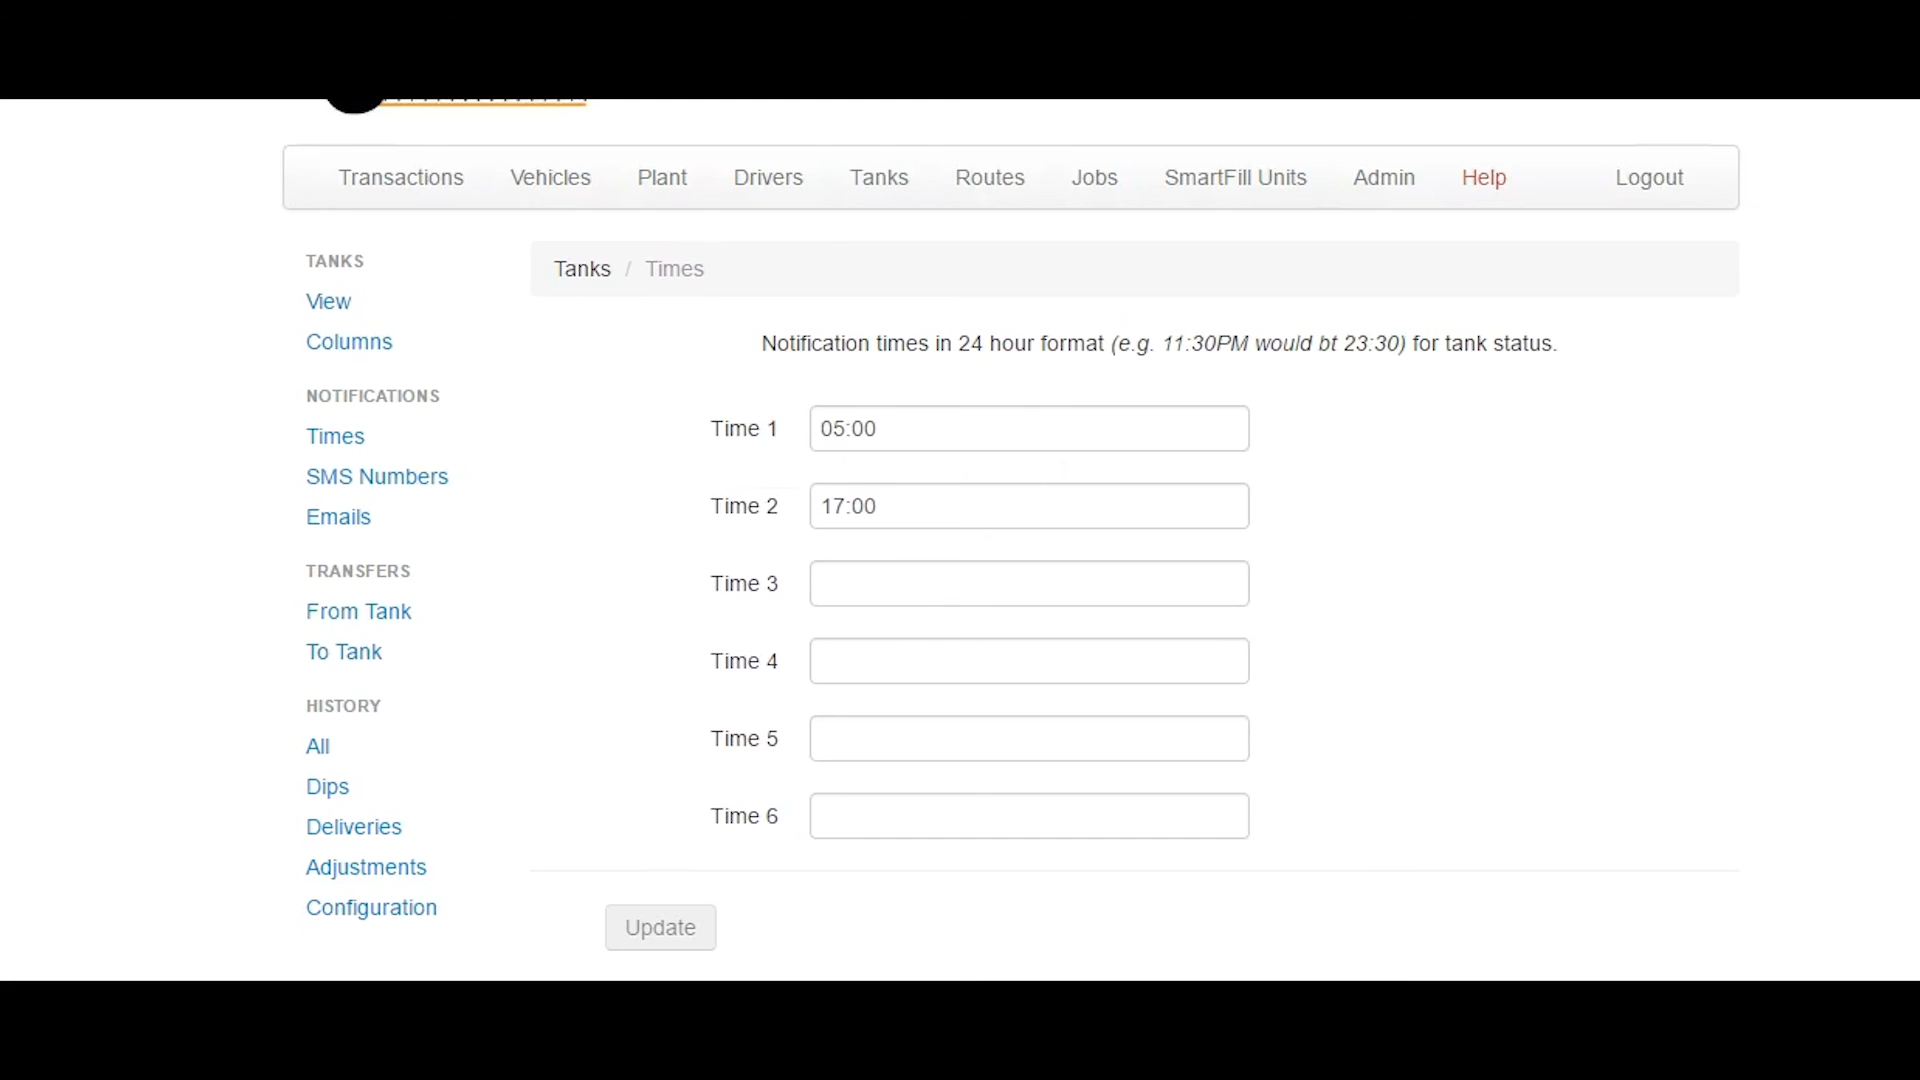 Transactions Vehicles Plant Drivers Tanks Routes Jobs SmartFill Units Admin Help Logout
TANKS
View
Columns
NOTIFICATIONS
Times
SMS Numbers
Emails
TRANSFERS
From Tank
To Tank
HISTORY
All
Dips
Deliveries
Adjustments
Configuration
Tanks / Times
Notification times in 24 hour format (e.g. 11:30PM would bt 23:30) for tank status.
Time 1 05:00
Time 2 17:00
Time 3
Time 4
Time 5
Time 6
Update